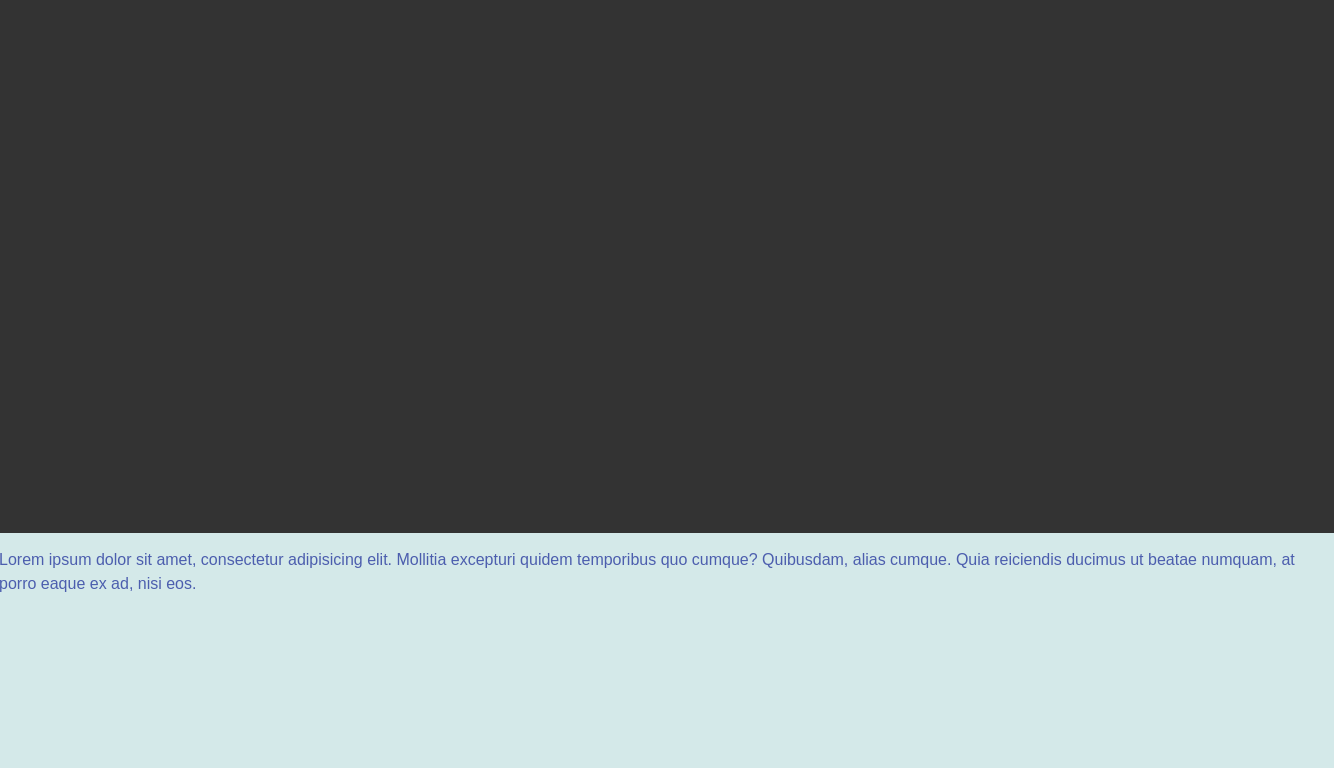 Lorem ipsum dolor sit amet, consectetur adipisicing elit. Mollitia excepturi quidem temporibus quo cumque? Quibusdam, alias cumque. Quia reiciendis ducimus ut beatae numquam, at
porro eaque ex ad, nisi eos.